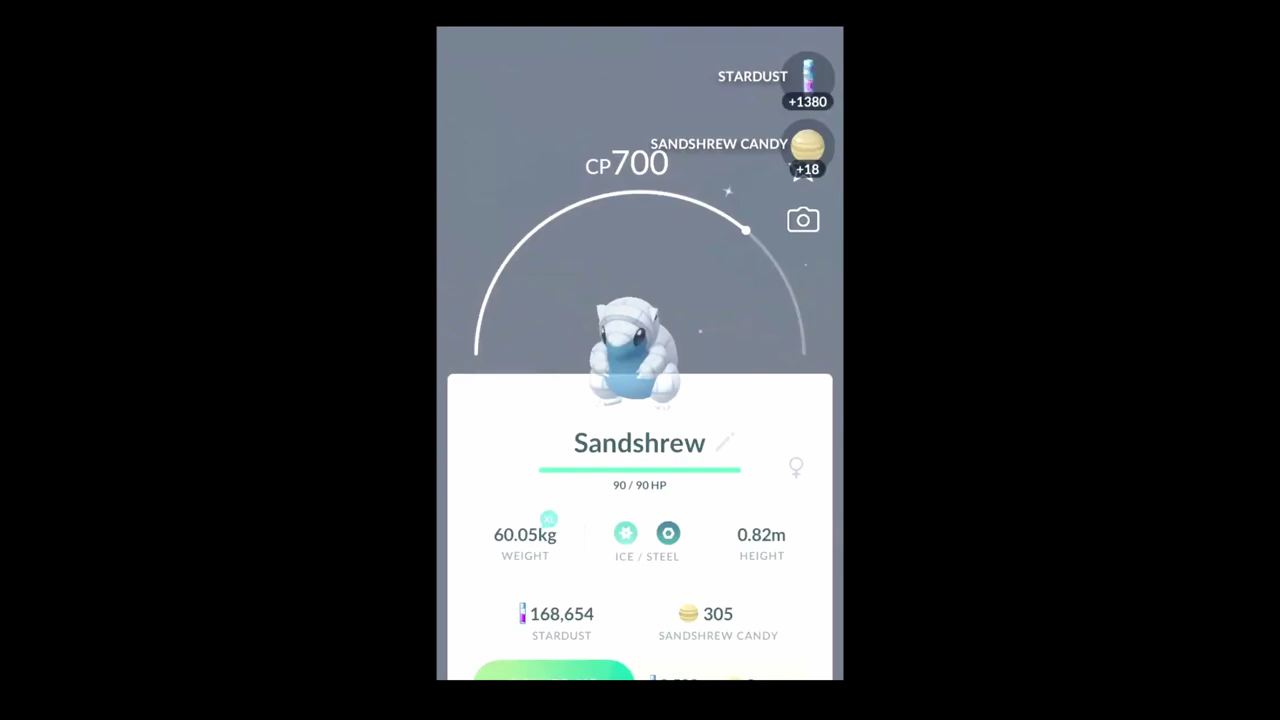 STARDUST
+1380
SANDSHREW CANDY
+18
CP700
Sandshrew
90 / 90 HP
XL
60.05kg
WEIGHT
ICE / STEEL
0.82m
HEIGHT
168,654
STARDUST
305
SANDSHREW CANDY